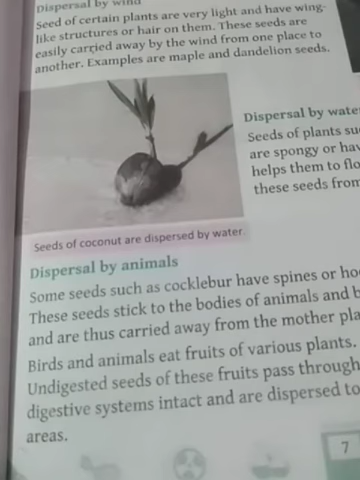 Dispersal by wind
Seed of certain plants are very light and have wing-
like structures or hair on them. These seeds are
easily carried away by the wind from one place to
another. Examples are maple and dandelion seeds.
Dispersal by wate
Seeds of plants su
are spongy or hav
helps them to flo
these seeds from
Seeds of coconut are dispersed by water.
Dispersal by animals
Some seeds such as cocklebur have spines or ho
These seeds stick to the bodies of animals and b
and are thus carried away from the mother pla
Birds and animals eat fruits of various plants.
Undigested seeds of these fruits pass through
digestive systems intact and are dispersed to
areas.
7